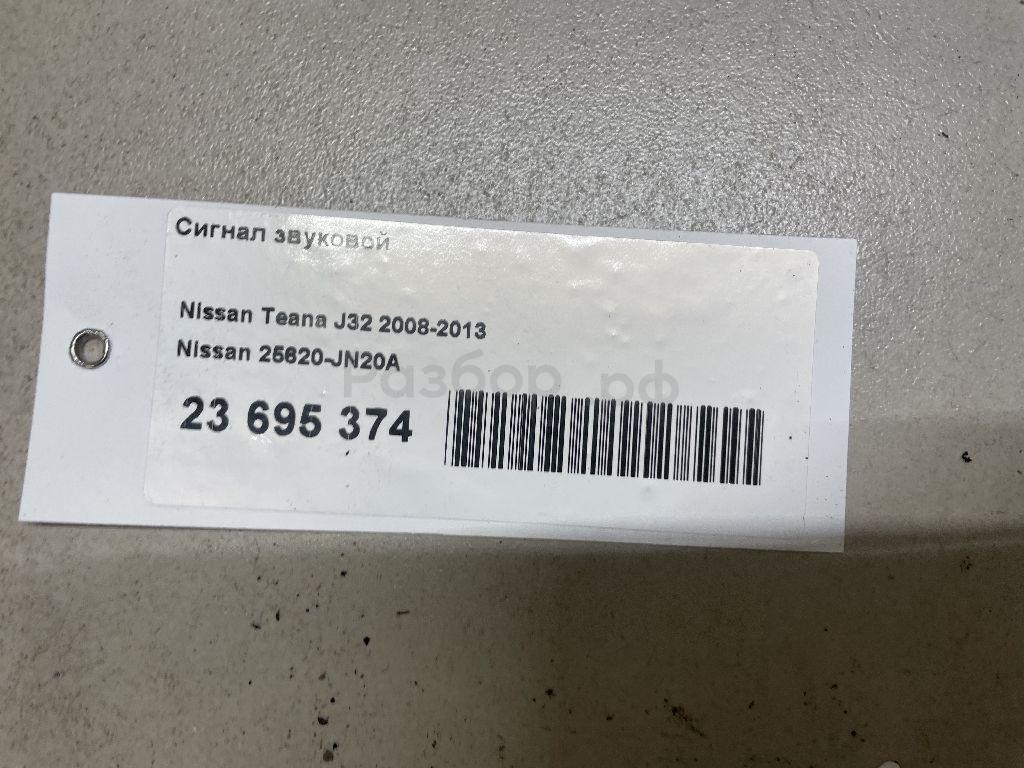 Сигнал звуковой
Nissan Teana J32 2008-2013
Nissan 25620-JN20A
Разбор.рф
23 695 374